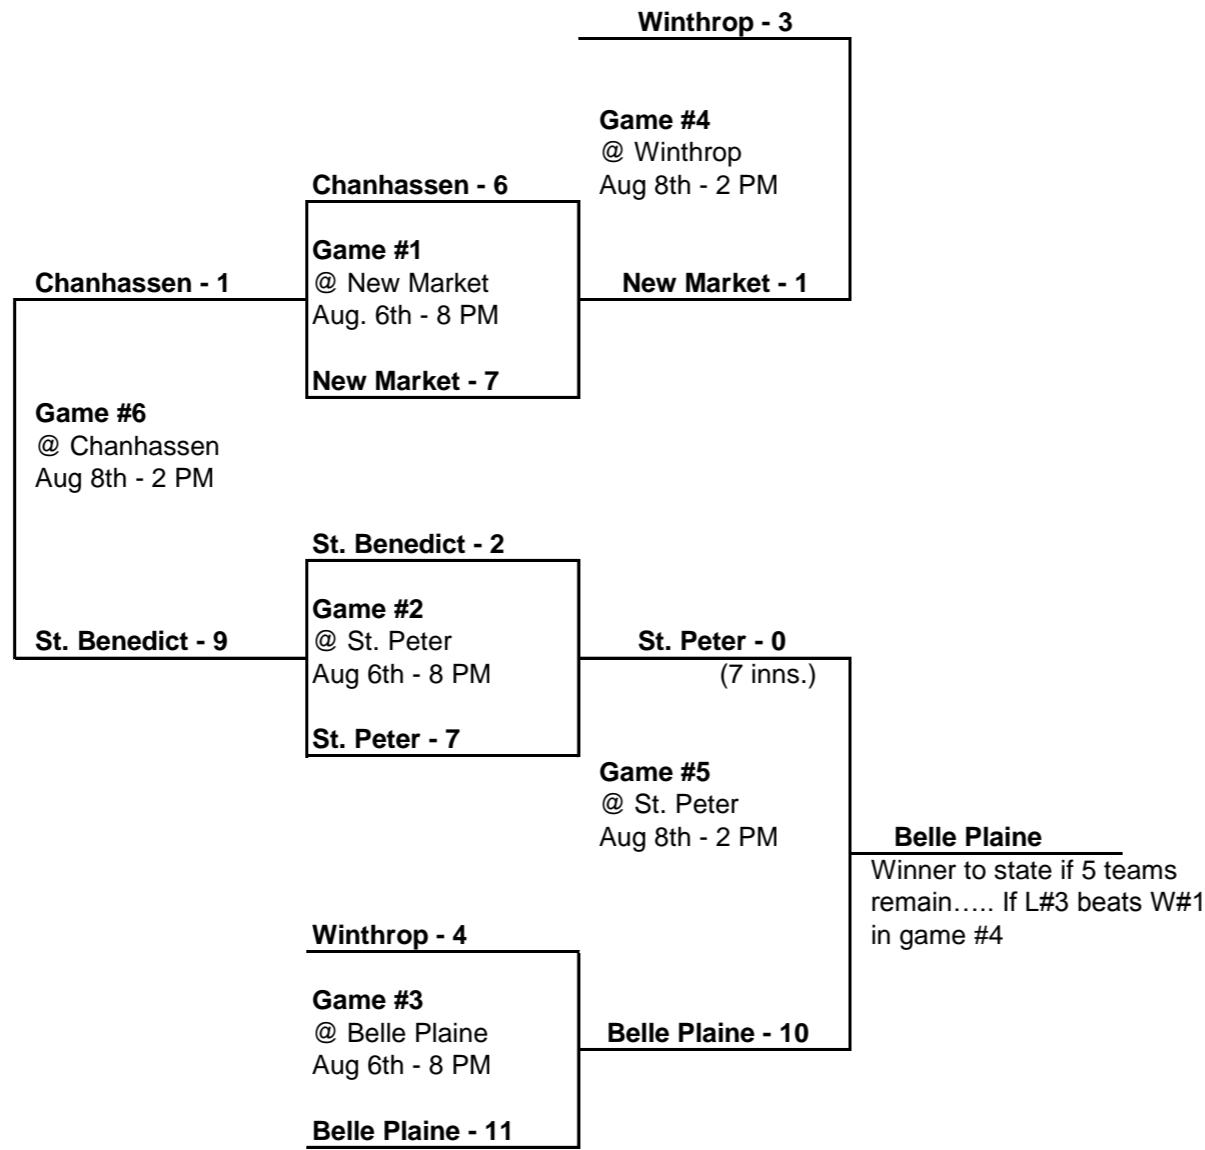 Winthrop - 3
Game #4
@ Winthrop
Aug 8th - 2 PM
Chanhassen - 6
Game #1
@ New Market
Aug. 6th - 8 PM
Chanhassen - 1
New Market - 1
New Market - 7
Game #6
@ Chanhassen
Aug 8th - 2 PM
St. Benedict - 2
Game #2
@ St. Peter
Aug 6th - 8 PM
St. Benedict - 9
St. Peter - 0
(7 inns.)
St. Peter - 7
Game #5
@ St. Peter
Aug 8th - 2 PM
Belle Plaine
Winner to state if 5 teams
remain….. If L#3 beats W#1
in game #4
Winthrop - 4
Game #3
@ Belle Plaine
Aug 6th - 8 PM
Belle Plaine - 10
Belle Plaine - 11